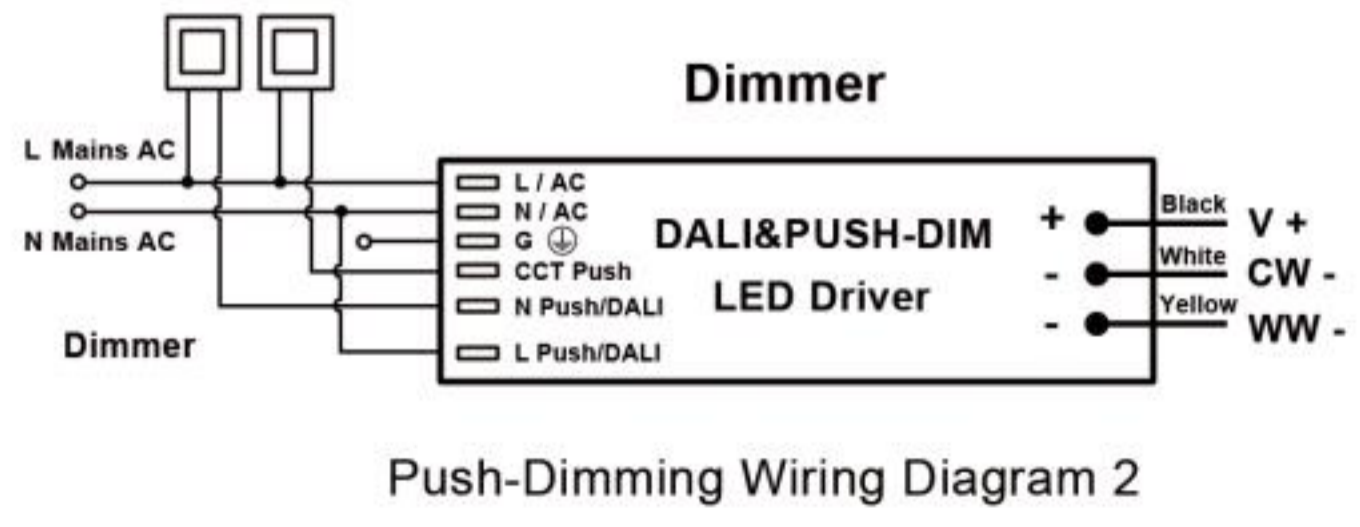 Dimmer
L Mains AC
N Mains AC
Dimmer
L / AC
N / AC
G
CCT Push
N Push/DALI
L Push/DALI
DALI&PUSH-DIM
LED Driver
+ Black V +
- White CW -
- Yellow WW -
Push-Dimming Wiring Diagram 2